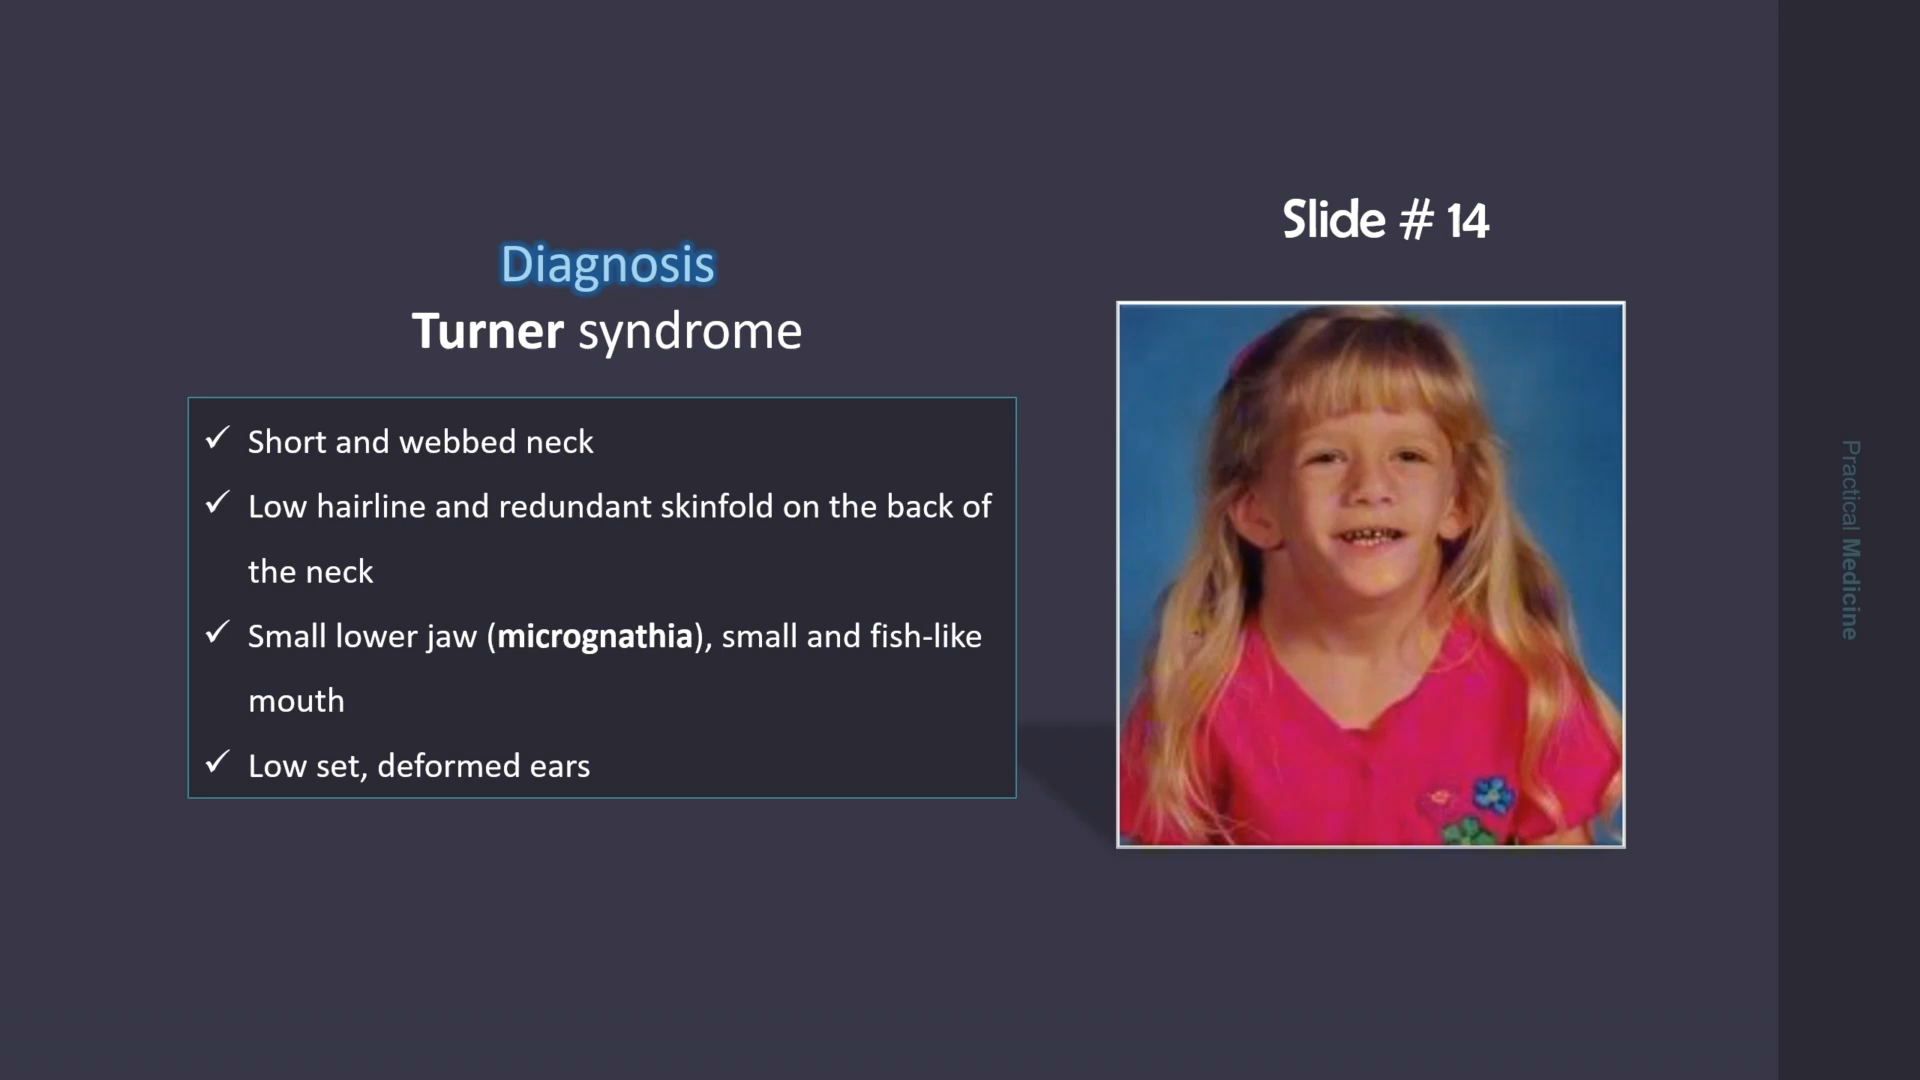 Slide # 14
Diagnosis
Turner syndrome
✓ Short and webbed neck
✓ Low hairline and redundant skinfold on the back of
the neck
✓ Small lower jaw (micrognathia), small and fish-like
mouth
✓ Low set, deformed ears
Practical Medicine